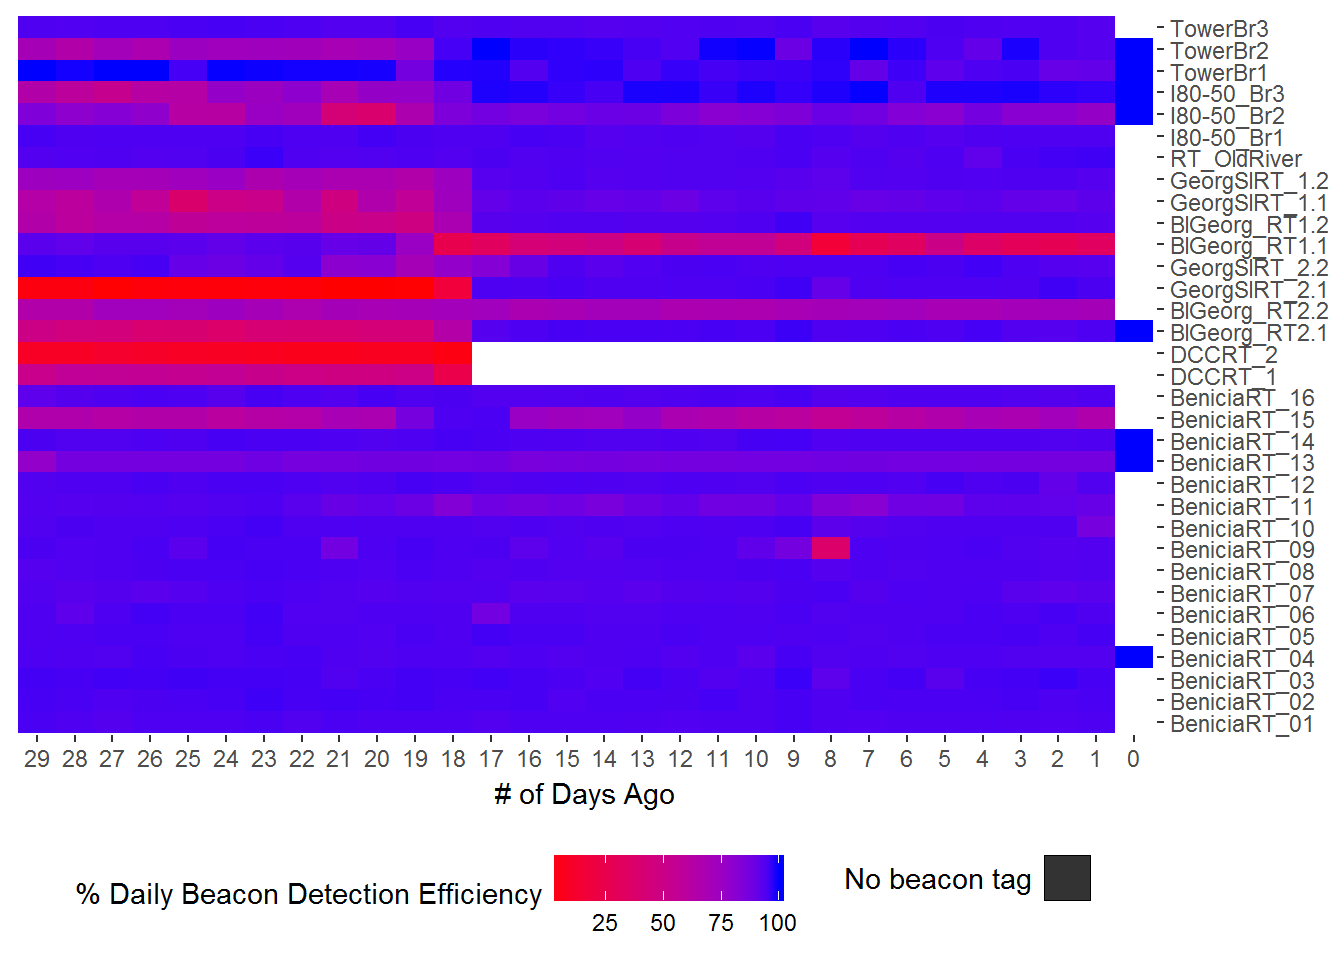 TowerBr3
TowerBr2
TowerBr1
I80-50_Br3
I80-50_Br2
I80-50_Br1
RT_OldRiver
GeorgSlRT_1.2
GeorgSlRT_1.1
BlGeorg_RT1.2
BlGeorg_RT1.1
GeorgSlRT_2.2
GeorgSlRT_2.1
BlGeorg_RT2.2
BlGeorg_RT2.1
DCCRT_2
DCCRT_1
BeniciaRT_16
BeniciaRT_15
BeniciaRT_14
BeniciaRT_13
BeniciaRT_12
BeniciaRT_11
BeniciaRT_10
BeniciaRT_09
BeniciaRT_08
BeniciaRT_07
BeniciaRT_06
BeniciaRT_05
BeniciaRT_04
BeniciaRT_03
BeniciaRT_02
BeniciaRT_01
29 28 27 26 25 24 23 22 21 20 19 18 17 16 15 14 13 12 11 10 9 8 7 6 5 4 3 2 1 0
# of Days Ago
% Daily Beacon Detection Efficiency
25 50 75 100
No beacon tag